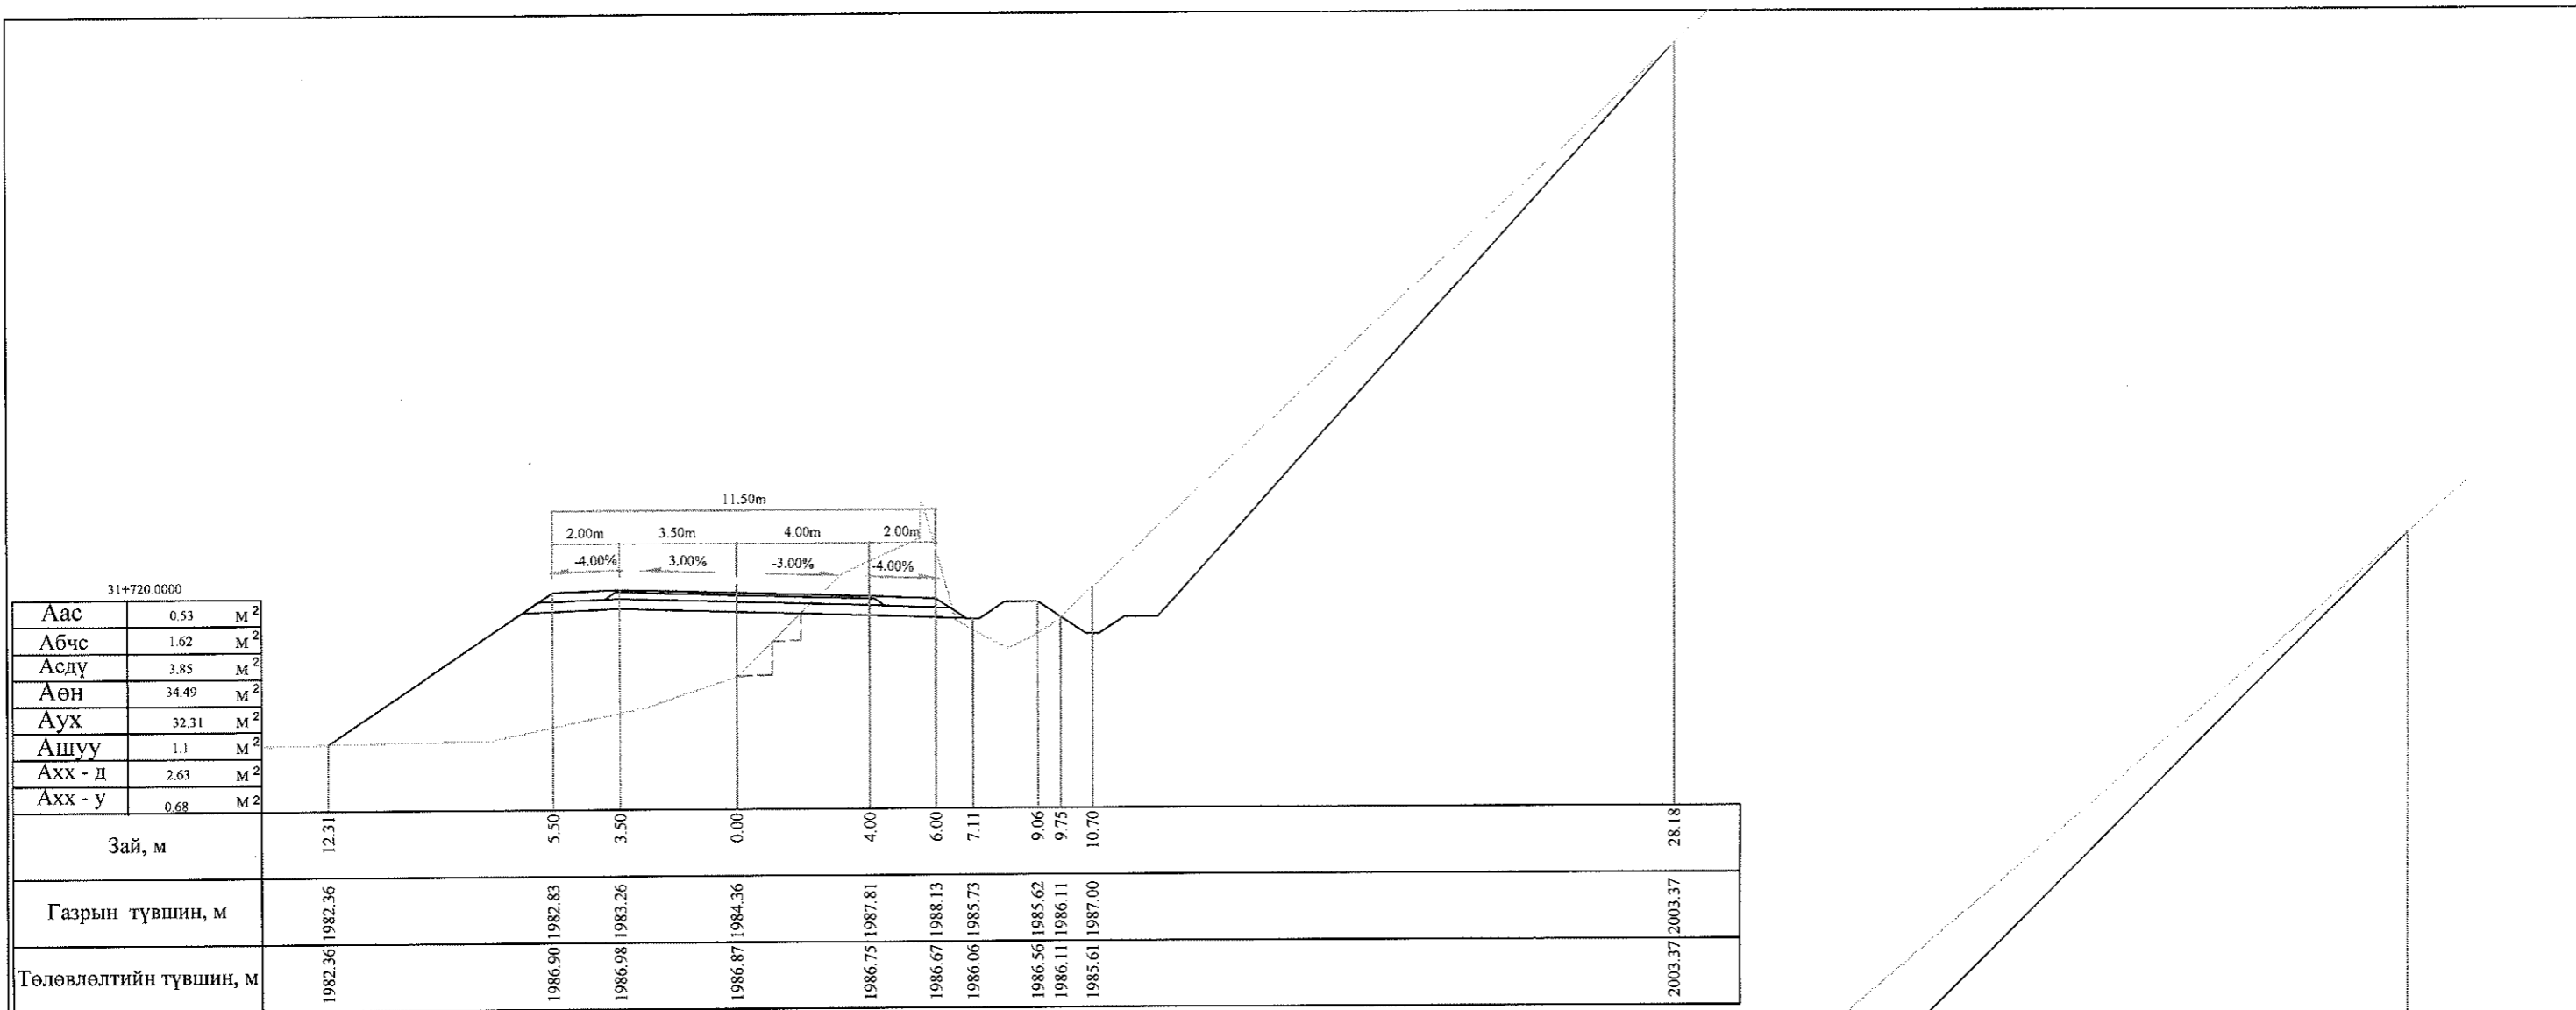 11.50m
2.00m 3.50m 4.00m 2.00m
-4.00% 3.00% -3.00% -4.00%
31+720.0000
Аас 0.53 м²
Абчс 1.62 м²
Асдү 3.85 м²
Аөн 34.49 м²
Аух 32.31 м²
Ашуу 1.1 м²
Ахх - д 2.63 м²
Ахх - у 0.68 м²
Зай, м 12.31 5.50 3.50 0.00 4.00 6.00 7.11 9.06 9.75 10.70 28.18
Газрын түвшин, м 1982.36 1982.83 1983.26 1984.36 1987.81 1988.13 1985.73 1985.62 1986.11 1987.00 2003.37
Төлөвлөлтийн түвшин, м 1982.36 1986.90 1986.98 1986.87 1986.75 1986.67 1986.06 1986.56 1986.11 1985.61 2003.37